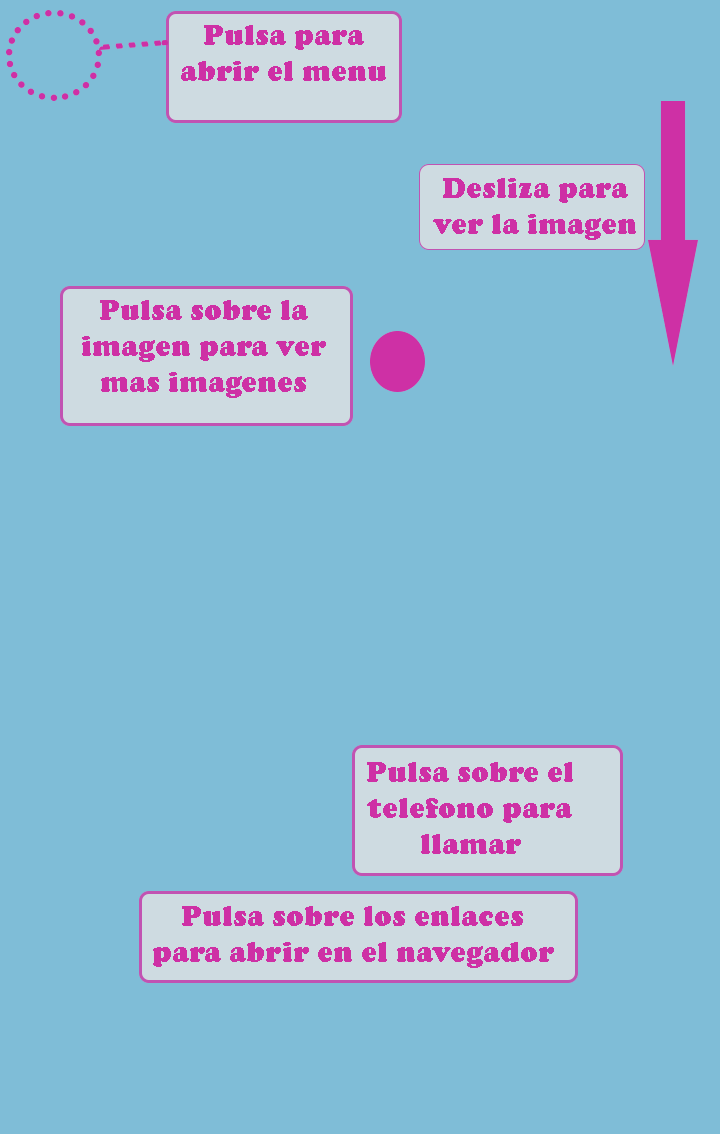 Pulsa para
abrir el menu
Desliza para
ver la imagen
Pulsa sobre la
imagen para ver
mas imagenes
Pulsa sobre el
telefono para
llamar
Pulsa sobre los enlaces
para abrir en el navegador